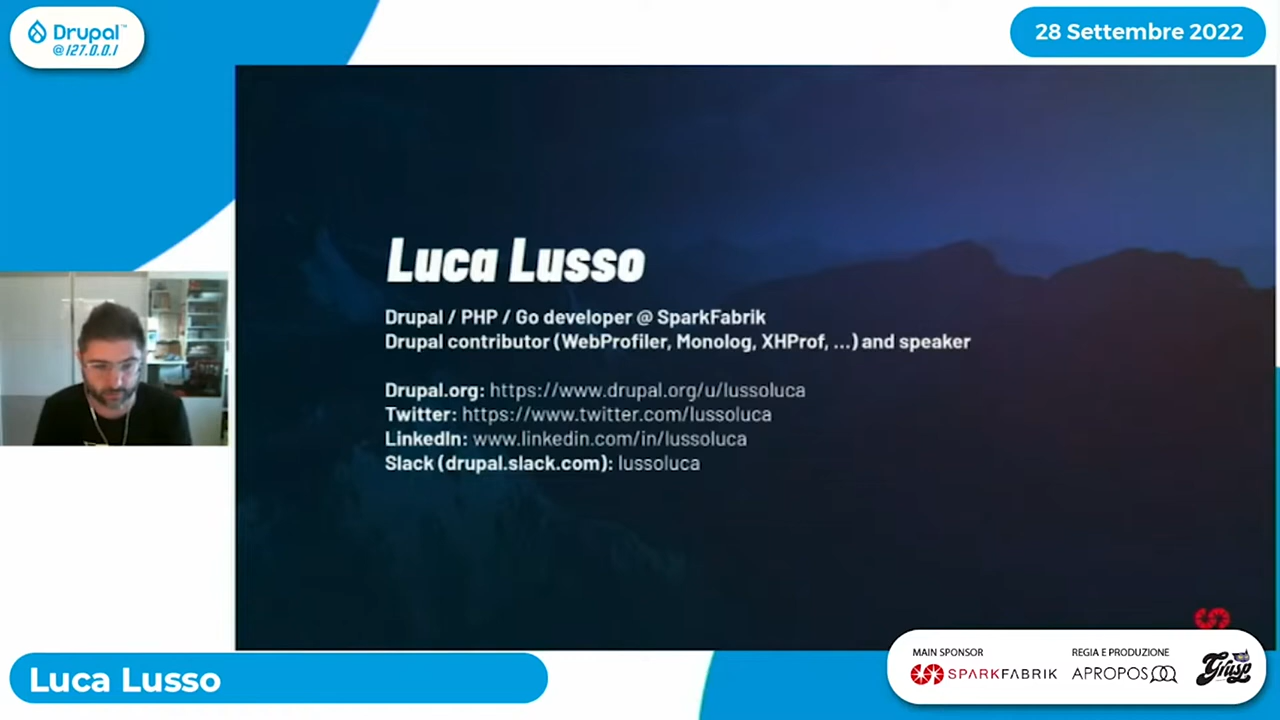 Drupal™
@127.0.0.1
28 Settembre 2022
Luca Lusso
Drupal / PHP / Go developer @ SparkFabrik
Drupal contributor (WebProfiler, Monolog, XHProf, ...) and speaker
Drupal.org: https://www.drupal.org/u/lussoluca
Twitter: https://www.twitter.com/lussoluca
LinkedIn: www.linkedin.com/in/lussoluca
Slack (drupal.slack.com): lussoluca
Luca Lusso
MAIN SPONSOR
SPARKFABRIK
REGIA E PRODUZIONE
APROPOS
Grasp